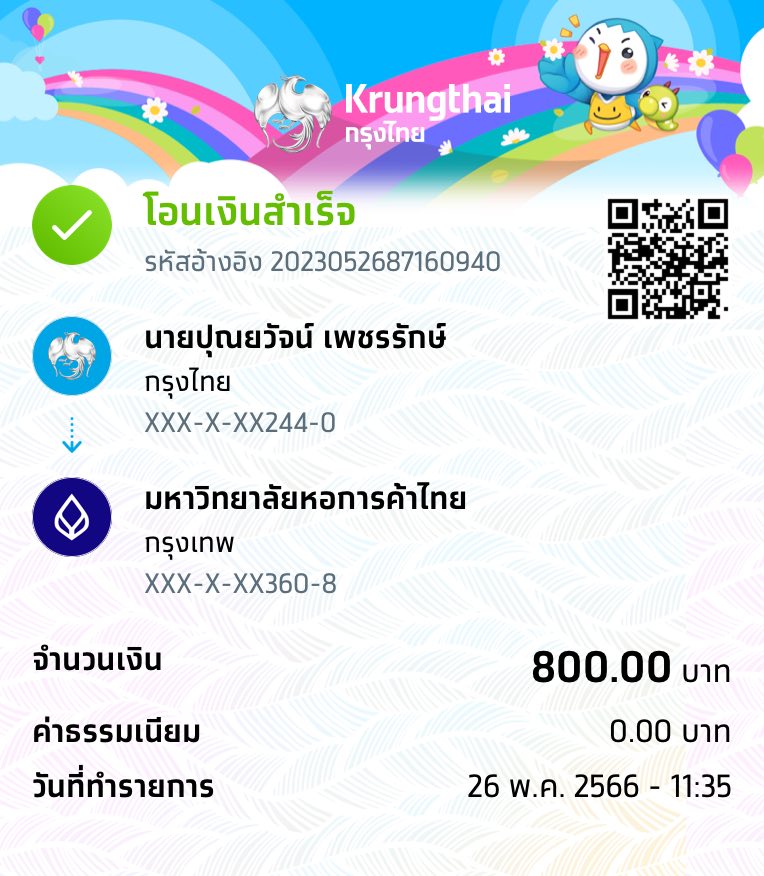 Krungthai
กรุงไทย
โอนเงินสำเร็จ
รหัสอ้างอิง 2023052687160940
นายปุณยวัจน์ เพชรรักษ์
กรุงไทย
XXX-X-XX244-0
มหาวิทยาลัยหอการค้าไทย
กรุงเทพ
XXX-X-XX360-8
จำนวนเงิน 800.00 บาท
ค่าธรรมเนียม 0.00 บาท
วันที่ทำรายการ 26 พ.ค. 2566 - 11:35